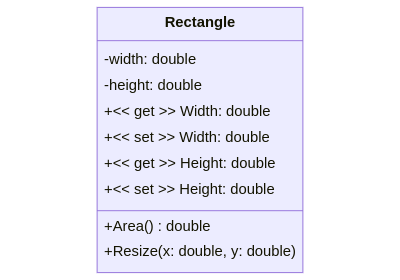 Rectangle
-width: double
-height: double
+<< get >> Width: double
+<< set >> Width: double
+<< get >> Height: double
+<< set >> Height: double
+Area() : double
+Resize(x: double, y: double)